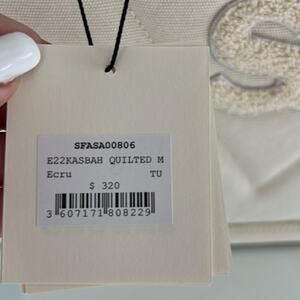 SFASA00806
E22KASBAH QUILTED M
Ecru TU
$ 320
3 607171 808229
S